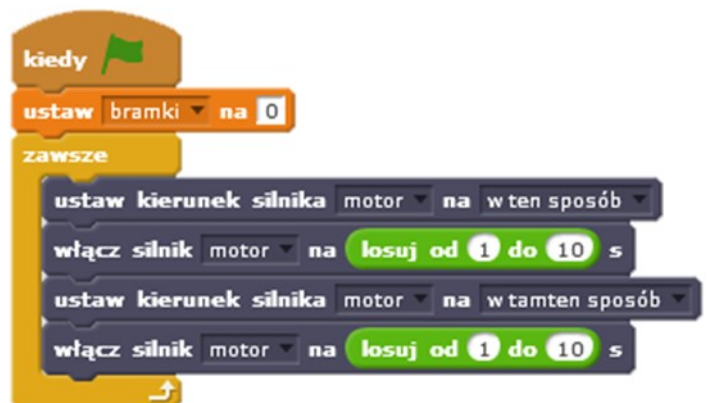 kiedy
ustaw bramki na 0
zawsze
ustaw kierunek silnika motor na w ten sposób
włącz silnik motor na losuj od 1 do 10 s
ustaw kierunek silnika motor na w tamten sposób
włącz silnik motor na losuj od 1 do 10 s